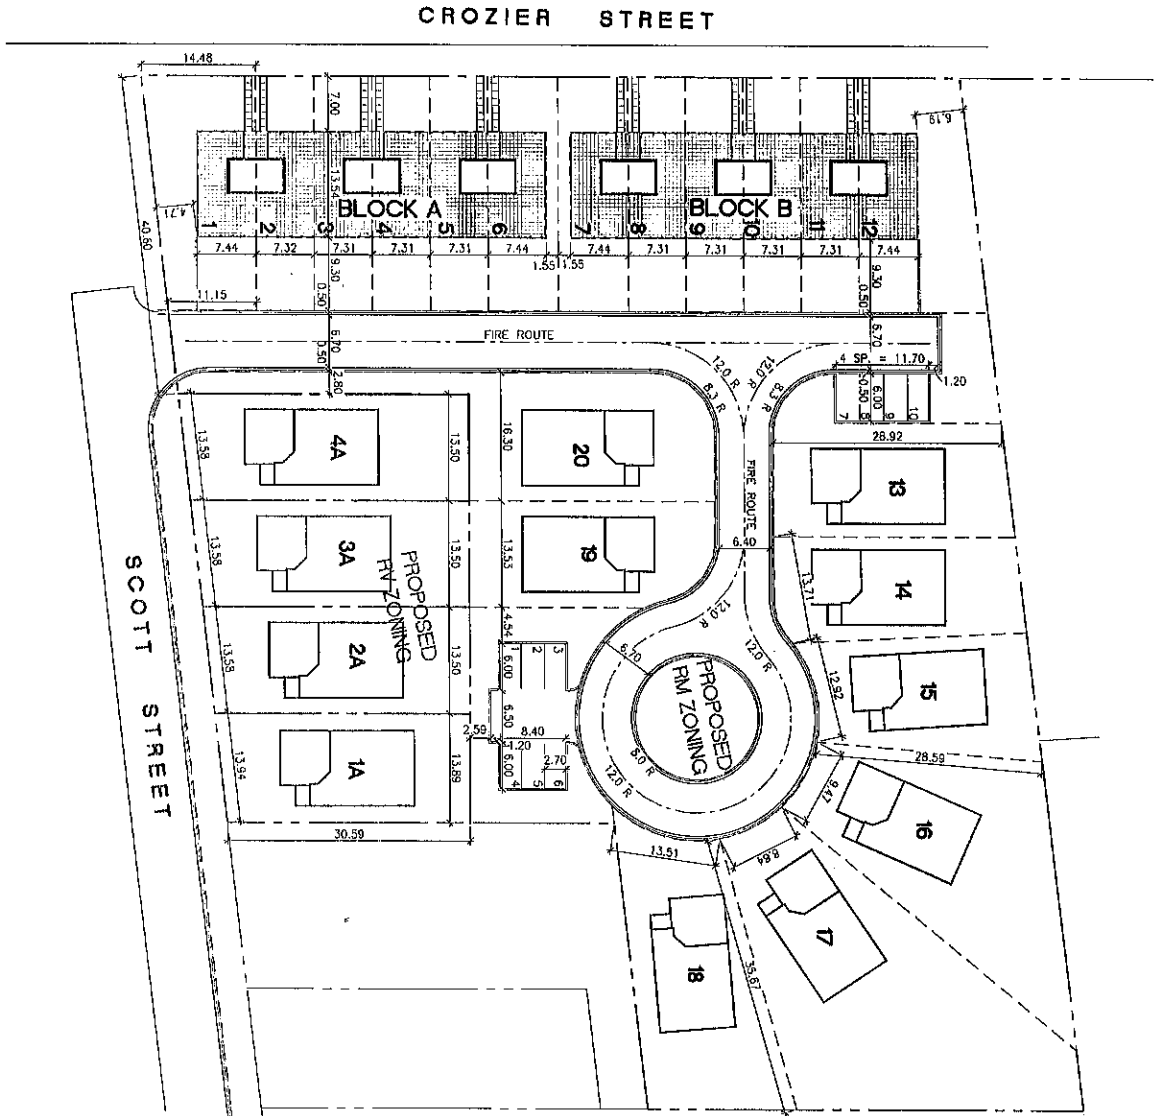 CROZIER STREET
14.48
7.00
6.19
13.54
BLOCK A
BLOCK B
4.71
40.60
1 2 3 4 5 6 7 8 9 10 11 12
7.44 7.32 7.31 7.31 7.31 7.44 7.44 7.31 7.31 7.31 7.31 7.44
1.55 1.55
9.30
9.30
11.15
0.50
0.50
FIRE ROUTE
6.70
6.70
0.50
2.80
12.0 R
12.0 R
4 SP. = 11.70
1.20
8.3 R
8.3 R
0.50
6.00
7 8 9 10
28.92
13.58
4A
13.50
16.30
20
FIRE ROUTE
13
6.40
13.58
3A
13.50
13.53
19
13.71
14
PROPOSED
RV ZONING
SCOTT STREET
13.58
2A
13.50
4.54
12.0 R
12.0 R
1 2 3
6.00
6.70
12.92
15
PROPOSED
RM ZONING
6.50
2.59
8.40
1.20
2.70
6.00
4 5 6
13.94
1A
13.89
12.0 R
28.59
9.47
16
30.59
13.51
8.64
17
18
35.67